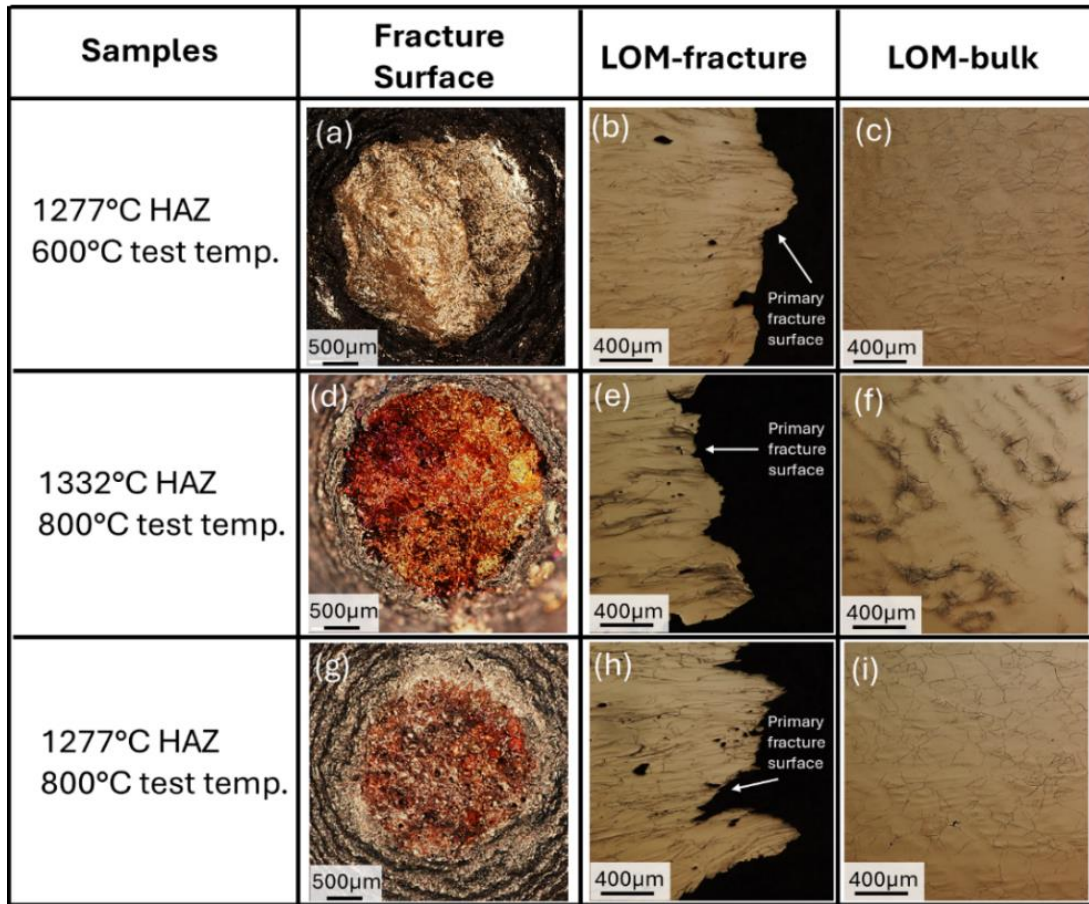 Samples
Fracture
Surface
LOM-fracture
LOM-bulk
1277°C HAZ
600°C test temp.
(a)
500µm
(b)
Primary
fracture
surface
400µm
(c)
400µm
1332°C HAZ
800°C test temp.
(d)
500µm
(e)
Primary
fracture
surface
400µm
(f)
400µm
1277°C HAZ
800°C test temp.
(g)
500µm
(h)
Primary
fracture
surface
400µm
(i)
400µm